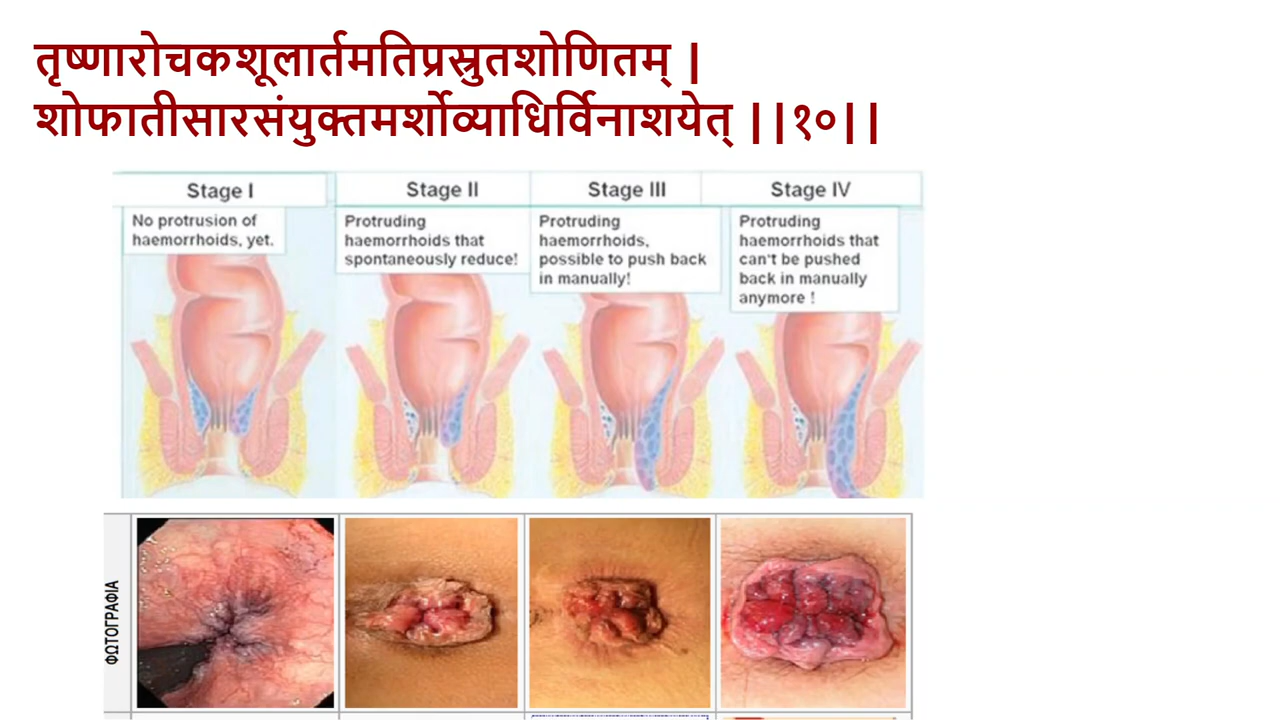 तृष्णारोचकशूलार्तमतिप्रस्रुतशोणितम् |
शोफातीसारसंयुक्तमर्शोव्याधिर्विनाशयेत् ||१०||
Stage I
No protrusion of
haemorrhoids, yet.
Stage II
Protruding
haemorrhoids that
spontaneously reduce!
Stage III
Protruding
haemorrhoids,
possible to push back
in manually!
Stage IV
Protruding
haemorrhoids that
can't be pushed
back in manually
anymore !
ΦΩΤΟΓΡΑΦΙΑ